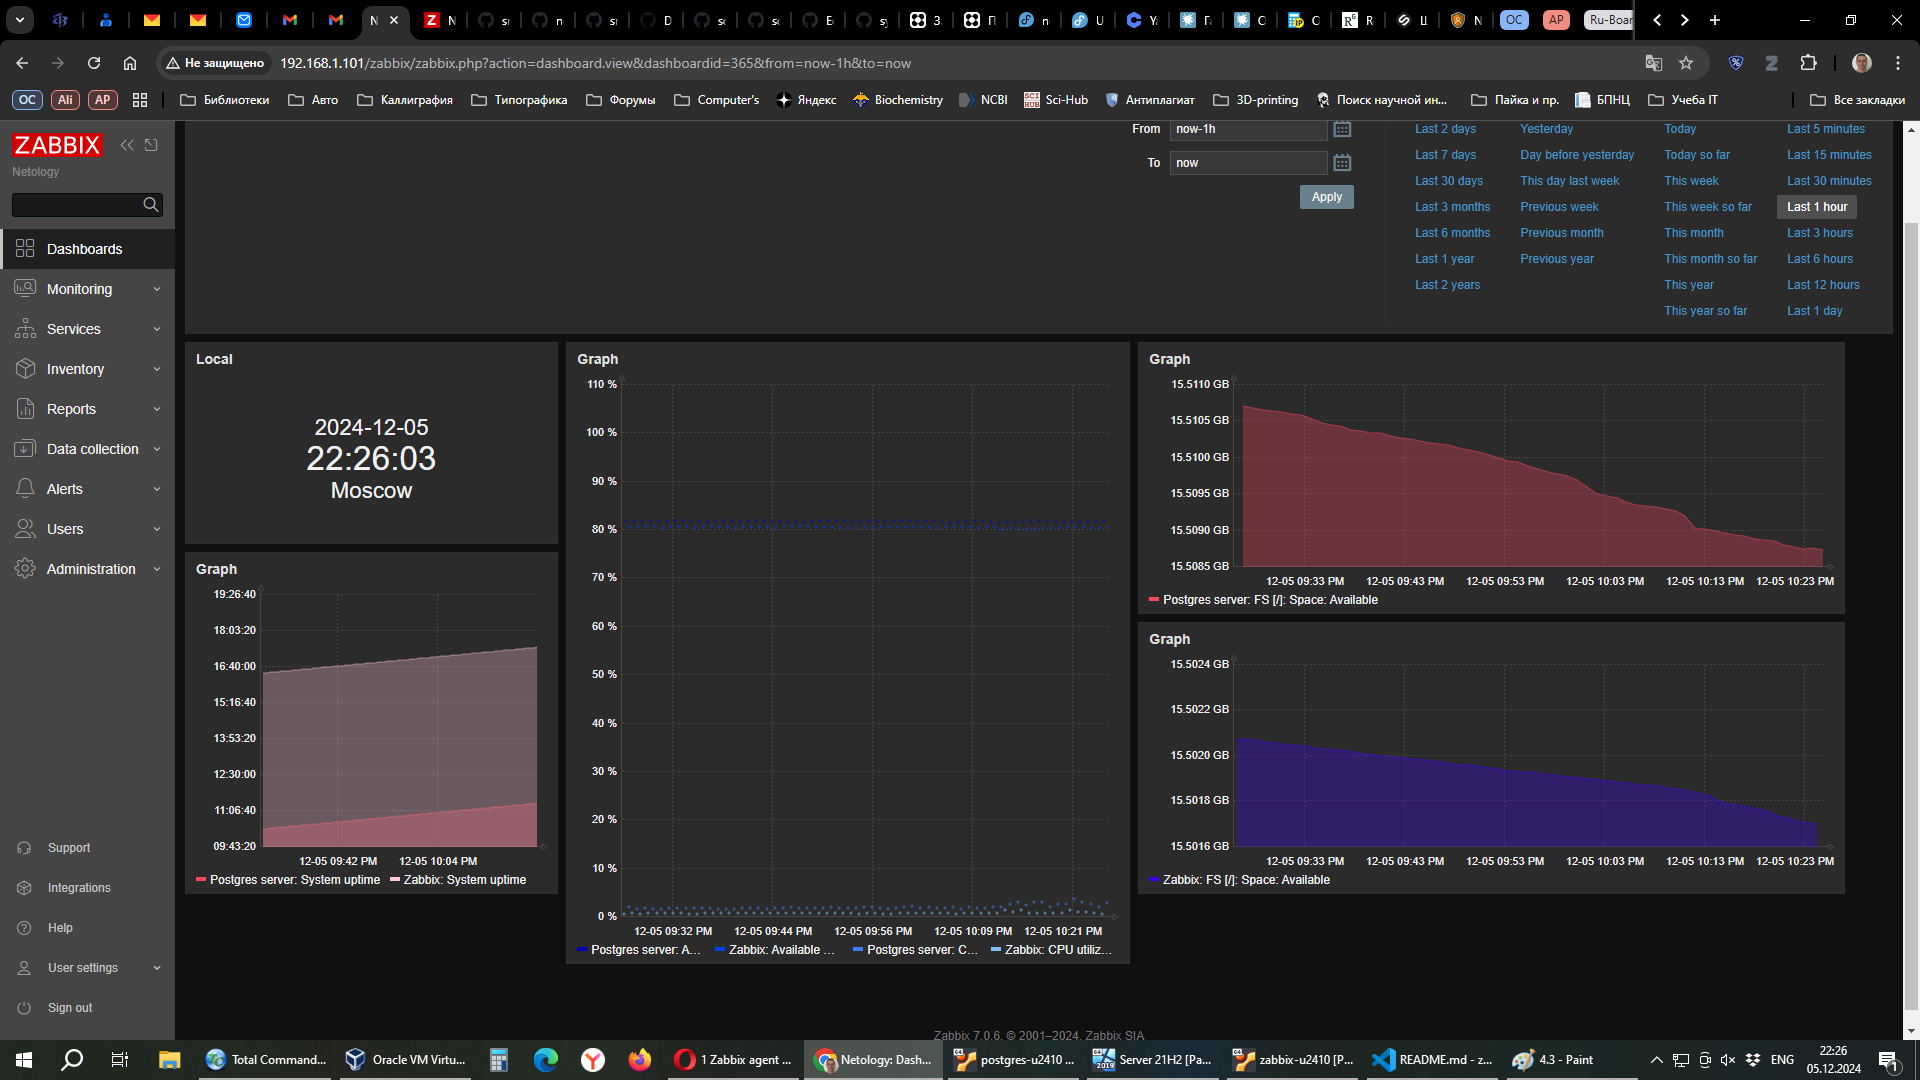 N
N
sr
n
sr
D
so
so
Ec
sy
З
П
n
U
Yа
Га
О
О
R
Ц
N
OC
AP
Ru-Boar
Не защищено
192.168.1.101/zabbix/zabbix.php?action=dashboard.view&dashboardid=365&from=now-1h&to=now
OC
Ali
AP
Библиотеки
Авто
Каллиграфия
Типографика
Форумы
Computer's
Яндекс
Biochemistry
NCBI
Sci-Hub
Антиплагиат
3D-printing
Поиск научной ин...
Пайка и пр.
БПНЦ
Учеба IT
Все закладки
ZABBIX
Netology
Dashboards
Monitoring
Services
Inventory
Reports
Data collection
Alerts
Users
Administration
Support
Integrations
Help
User settings
Sign out
From
now-1h
To
now
Apply
Last 2 days
Yesterday
Today
Last 5 minutes
Last 7 days
Day before yesterday
Today so far
Last 15 minutes
Last 30 days
This day last week
This week
Last 30 minutes
Last 3 months
Previous week
This week so far
Last 1 hour
Last 6 months
Previous month
This month
Last 3 hours
Last 1 year
Previous year
This month so far
Last 6 hours
Last 2 years
This year
Last 12 hours
This year so far
Last 1 day
Local
2024-12-05
22:26:03
Moscow
Graph
19:26:40
18:03:20
16:40:00
15:16:40
13:53:20
12:30:00
11:06:40
09:43:20
12-05 09:42 PM
12-05 10:04 PM
Postgres server: System uptime
Zabbix: System uptime
Graph
110 %
100 %
90 %
80 %
70 %
60 %
50 %
40 %
30 %
20 %
10 %
0 %
12-05 09:32 PM
12-05 09:44 PM
12-05 09:56 PM
12-05 10:09 PM
12-05 10:21 PM
Postgres server: A...
Zabbix: Available ...
Postgres server: C...
Zabbix: CPU utiliz...
Graph
15.5110 GB
15.5105 GB
15.5100 GB
15.5095 GB
15.5090 GB
15.5085 GB
12-05 09:33 PM
12-05 09:43 PM
12-05 09:53 PM
12-05 10:03 PM
12-05 10:13 PM
12-05 10:23 PM
Postgres server: FS [/]: Space: Available
Graph
15.5024 GB
15.5022 GB
15.5020 GB
15.5018 GB
15.5016 GB
12-05 09:33 PM
12-05 09:43 PM
12-05 09:53 PM
12-05 10:03 PM
12-05 10:13 PM
12-05 10:23 PM
Zabbix: FS [/]: Space: Available
Zabbix 7.0.6. © 2001–2024, Zabbix SIA
Total Command...
Oracle VM Virtu...
1 Zabbix agent ...
Netology: Dash...
postgres-u2410 ...
Server 21H2 [Pa...
zabbix-u2410 [P...
README.md - z...
4.3 - Paint
ENG
22:26
05.12.2024
1